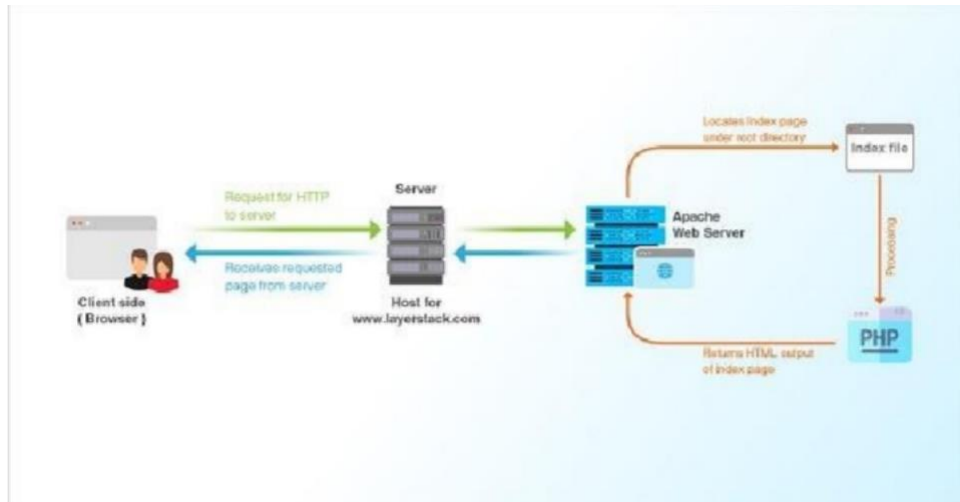 Request for HTTP
to server
Receives requested
page from server
Client side
( Browser )
Server
Host for
www.layerstack.com
Apache
Web Server
Locates Index page
under root directory
Index file
Processing
PHP
Returns HTML output
of index page